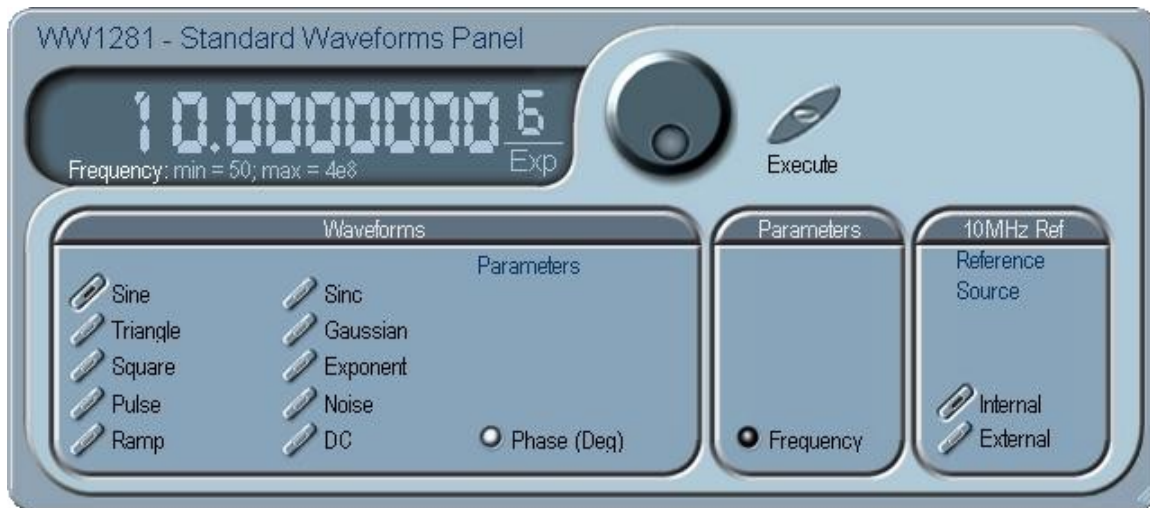 WW1281 - Standard Waveforms Panel
10.0000000 6
Exp
Frequency: min = 50; max = 4e8
Execute
Waveforms
Parameters
Sine
Triangle
Square
Pulse
Ramp
Sinc
Gaussian
Exponent
Noise
DC
Phase (Deg)
Parameters
Frequency
10MHz Ref
Reference
Source
Internal
External